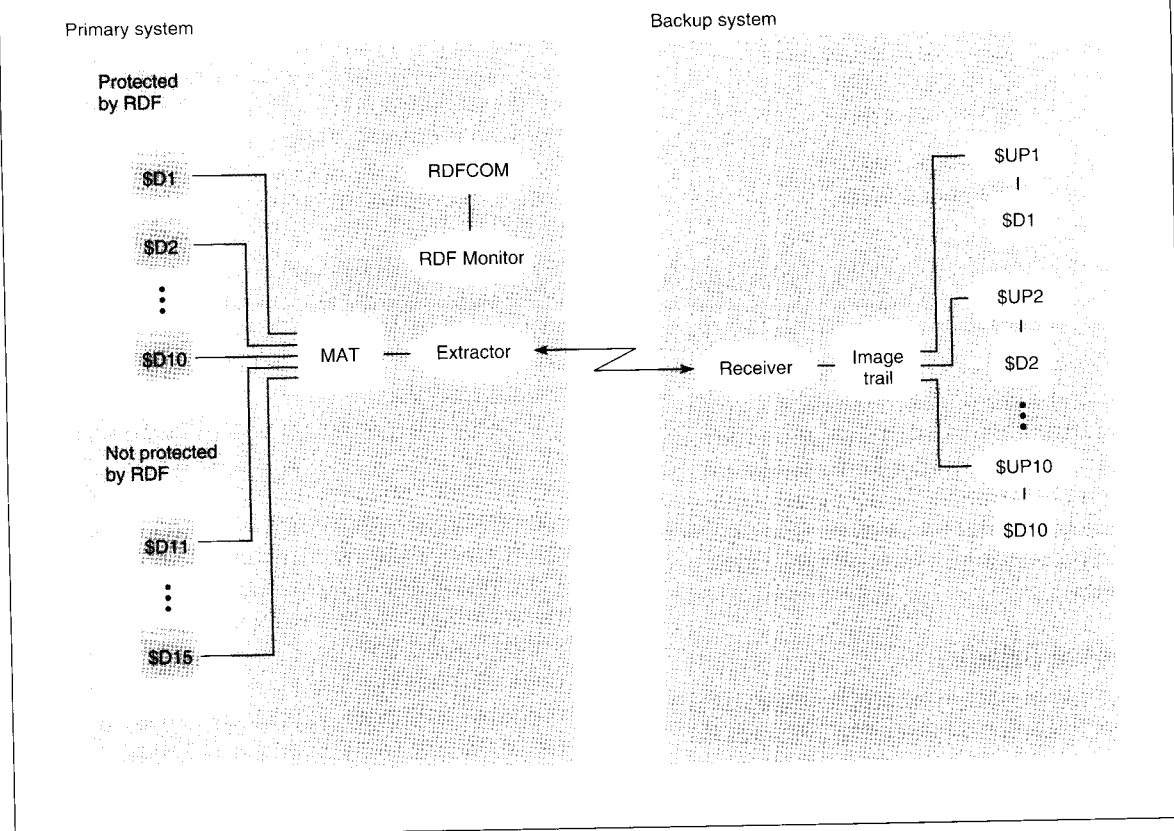 Primary system
Backup system
Protected
by RDF
$D1
$D2
$D10
Not protected
by RDF
$D11
$D15
RDFCOM
RDF Monitor
MAT
Extractor
Receiver
Image
trail
$UP1
$D1
$UP2
$D2
$UP10
$D10